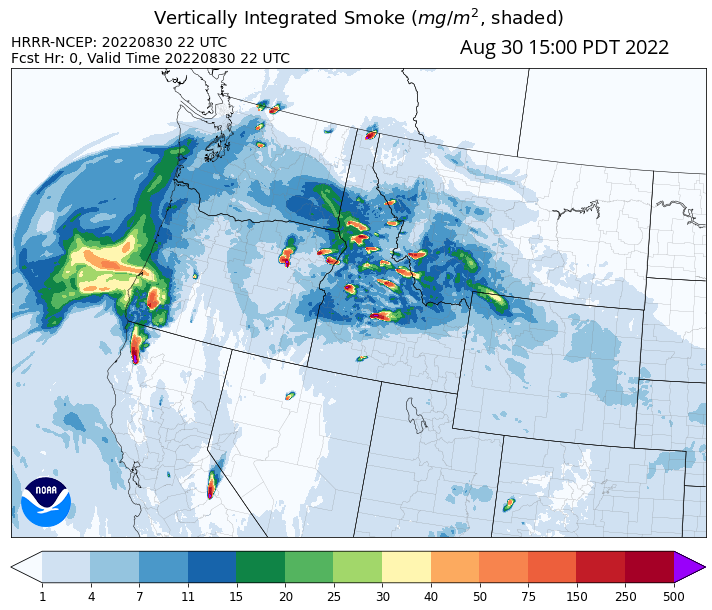 Vertically Integrated Smoke (mg/m², shaded)
HRRR-NCEP: 20220830 22 UTC
Fcst Hr: 0, Valid Time 20220830 22 UTC
Aug 30 15:00 PDT 2022
NOAA
1 4 7 11 15 20 25 30 40 50 75 150 250 500